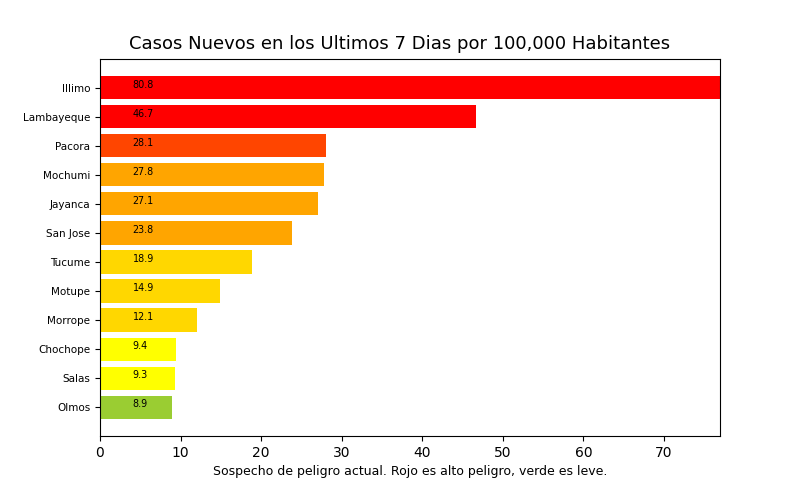 Casos Nuevos en los Ultimos 7 Dias por 100,000 Habitantes
Illimo 80.8
Lambayeque 46.7
Pacora 28.1
Mochumi 27.8
Jayanca 27.1
San Jose 23.8
Tucume 18.9
Motupe 14.9
Morrope 12.1
Chochope 9.4
Salas 9.3
Olmos 8.9
0 10 20 30 40 50 60 70
Sospecho de peligro actual. Rojo es alto peligro, verde es leve.